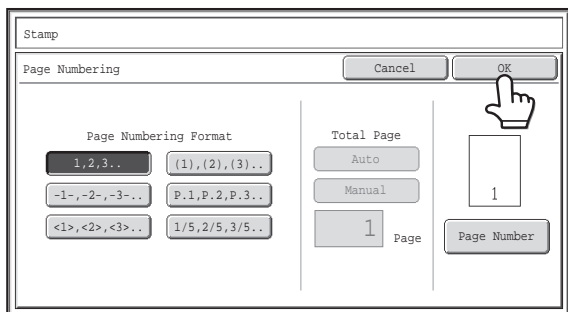 Stamp
Page Numbering
Cancel
OK
Page Numbering Format
1,2,3..
(1),(2),(3)..
-1-,-2-,-3-..
P.1,P.2,P.3..
<1>,<2>,<3>..
1/5,2/5,3/5..
Total Page
Auto
Manual
1
Page
1
Page Number